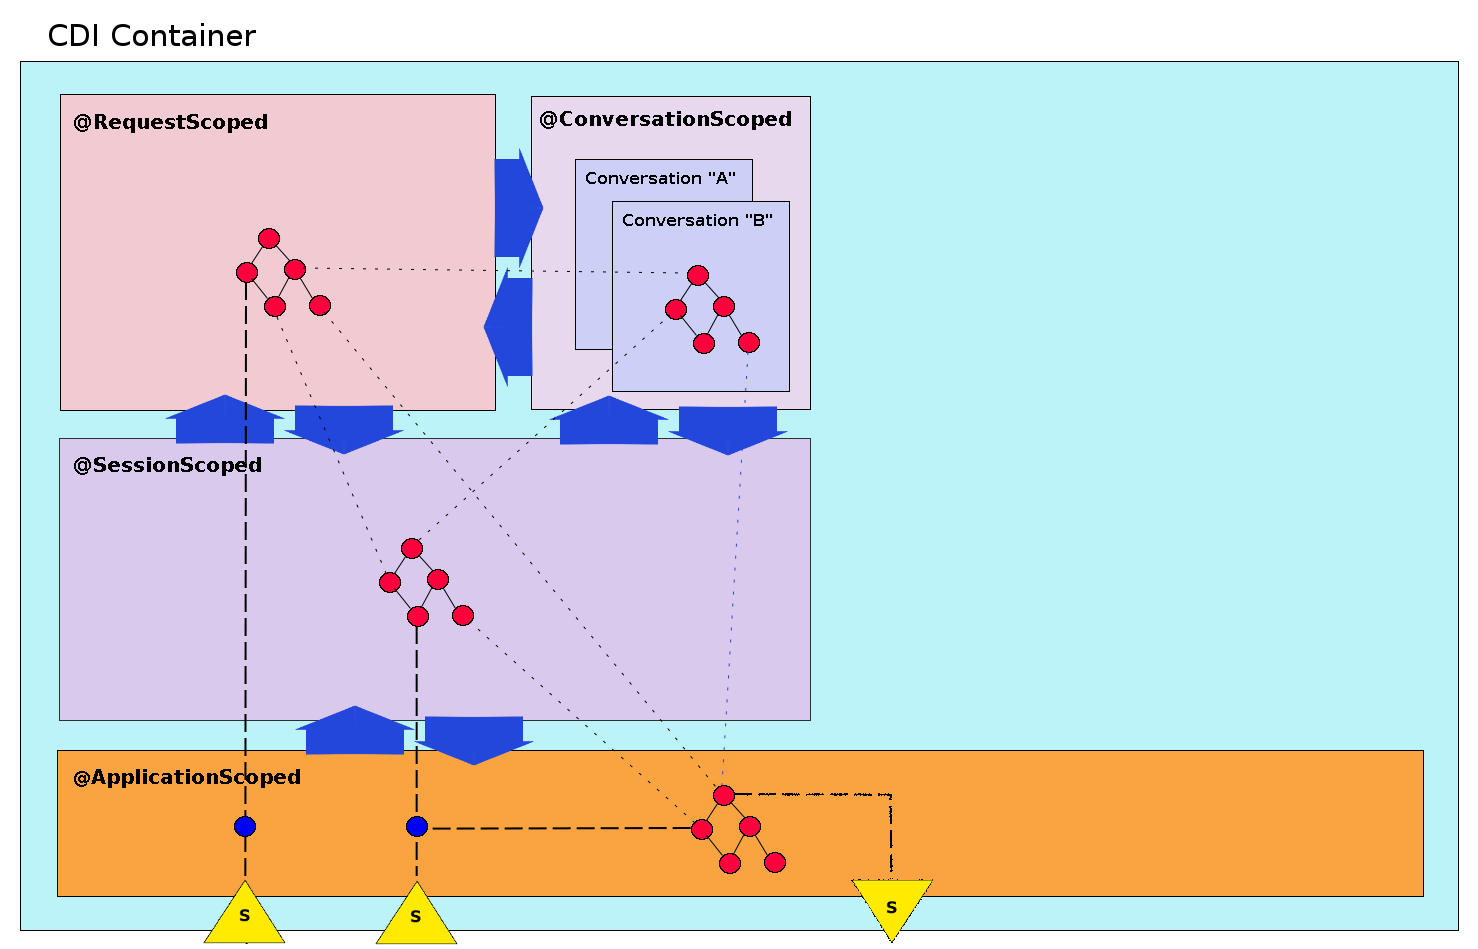 CDI Container
@RequestScoped
@ConversationScoped
Conversation "A"
Conversation "B"
@SessionScoped
@ApplicationScoped
S
S
S